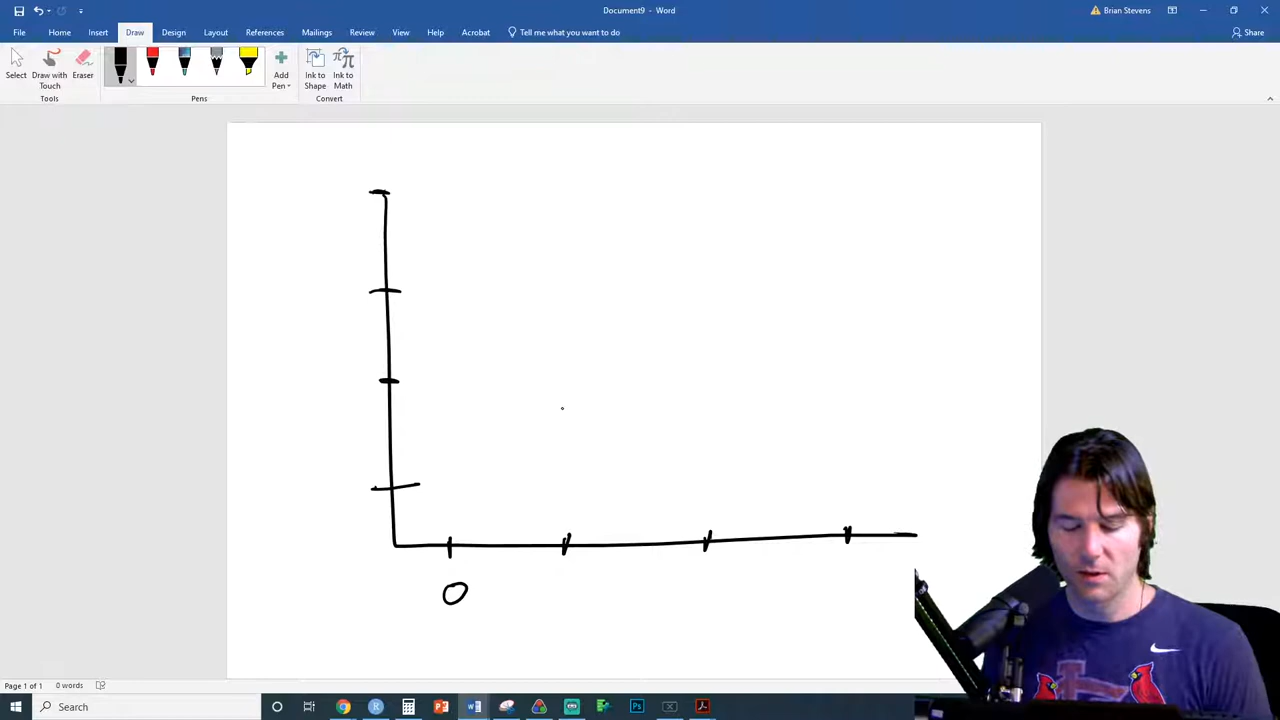 Document9 - Word
Brian Stevens
File Home Insert Draw Design Layout References Mailings Review View Help Acrobat Tell me what you want to do Share
Select
Draw with
Touch
Eraser
Add
Pen
Ink to
Shape
Ink to
Math
Tools
Pens
Convert
0
Page 1 of 1 0 words
Search